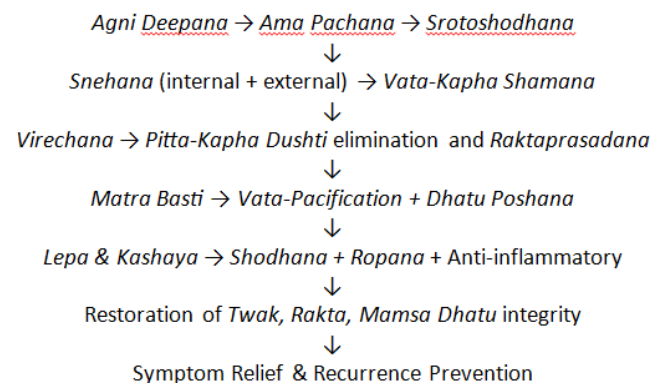 Agni Deepana → Ama Pachana → Srotoshodhana
↓
Snehana (internal + external) → Vata-Kapha Shamana
↓
Virechana → Pitta-Kapha Dushti elimination and Raktaprasadana
↓
Matra Basti → Vata-Pacification + Dhatu Poshana
↓
Lepa & Kashaya → Shodhana + Ropana + Anti-inflammatory
↓
Restoration of Twak, Rakta, Mamsa Dhatu integrity
↓
Symptom Relief & Recurrence Prevention